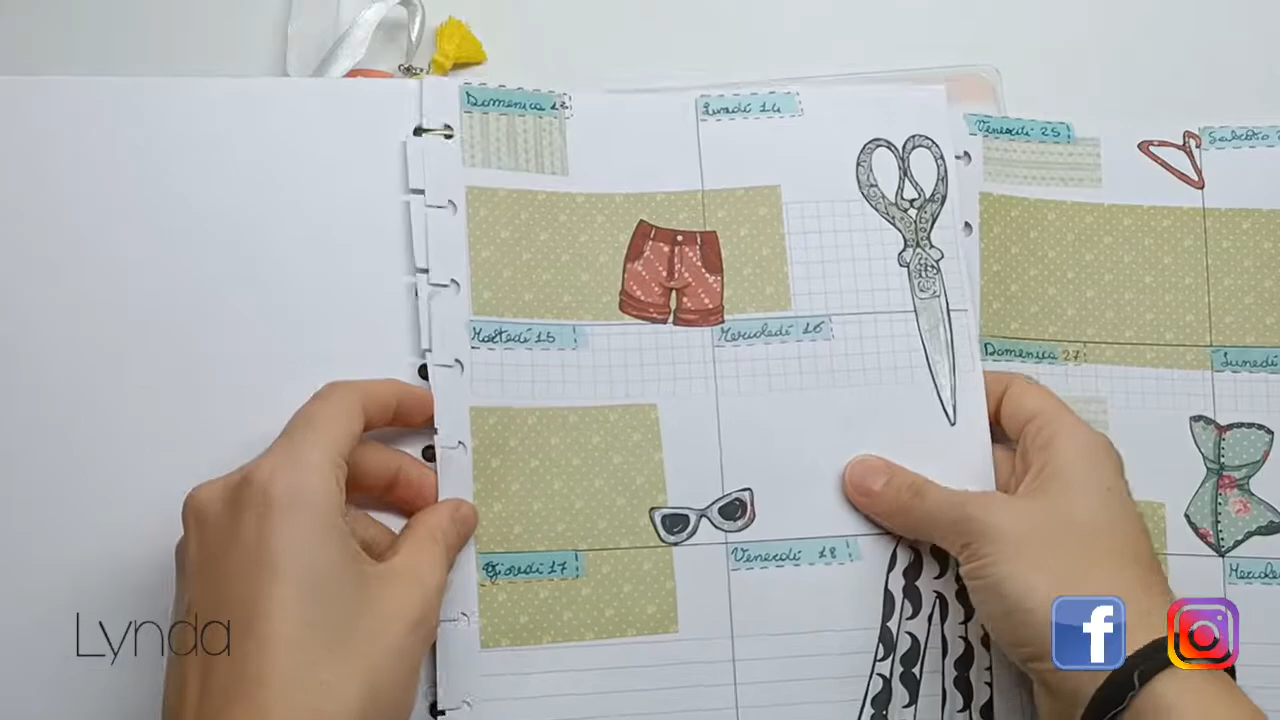 Domenica 13
Lunedì 14
Martedì 15
Mercoledì 16
Giovedì 17
Venerdì 18
Venerdì 25
Sabato
Domenica 27
Lunedì
Mercoled
Lynda
f